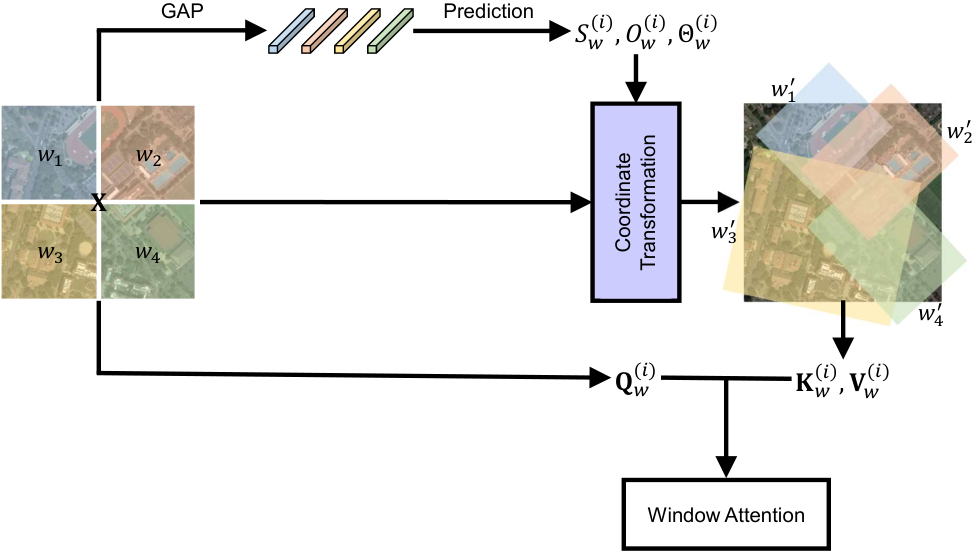 GAP
Prediction
S_w^{(i)}, O_w^{(i)}, Θ_w^{(i)}
w_1
w_2
X
w_3
w_4
Coordinate
Transformation
w'_1
w'_2
w'_3
w'_4
Q_w^{(i)}
K_w^{(i)}, V_w^{(i)}
Window Attention